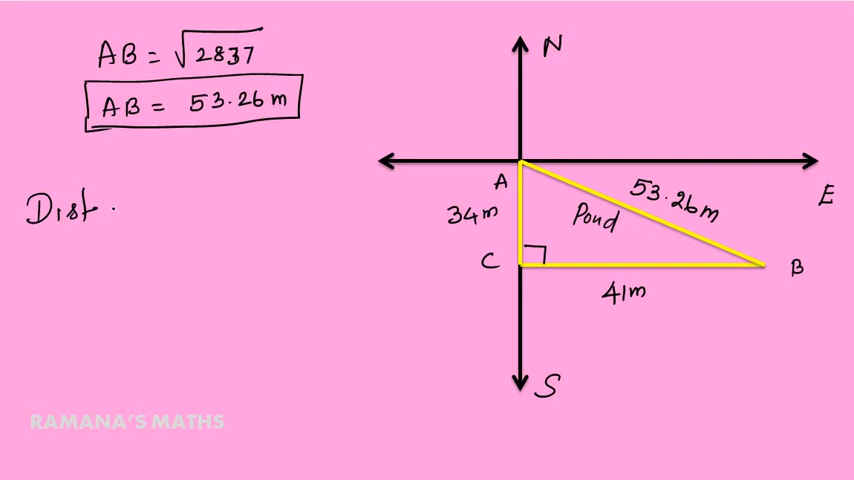 AB = √2837
AB = 53.26 m
Dist
N
E
A
53.26m
34m
Pond
C
B
41m
S
RAMANA'S MATHS